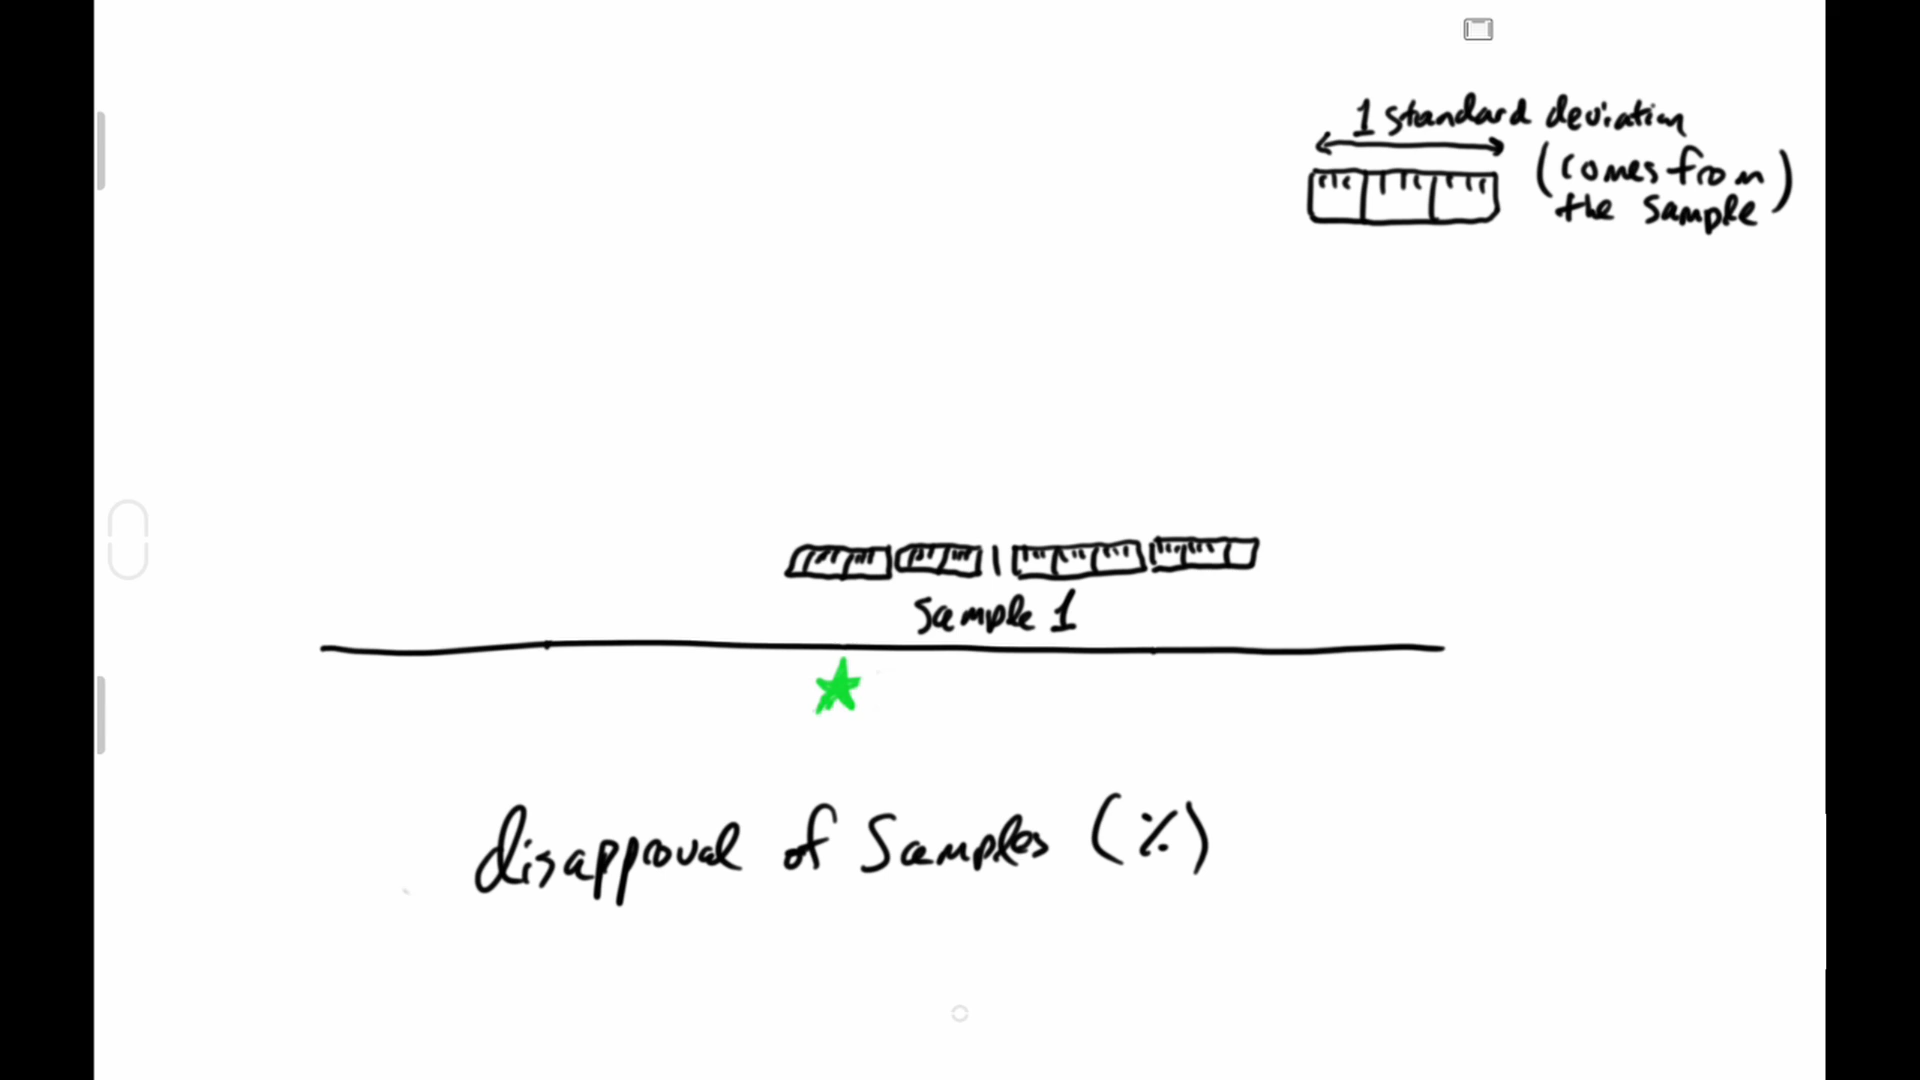 1 standard deviation
(comes from
the sample)
Sample 1
disapproval of Samples (%)